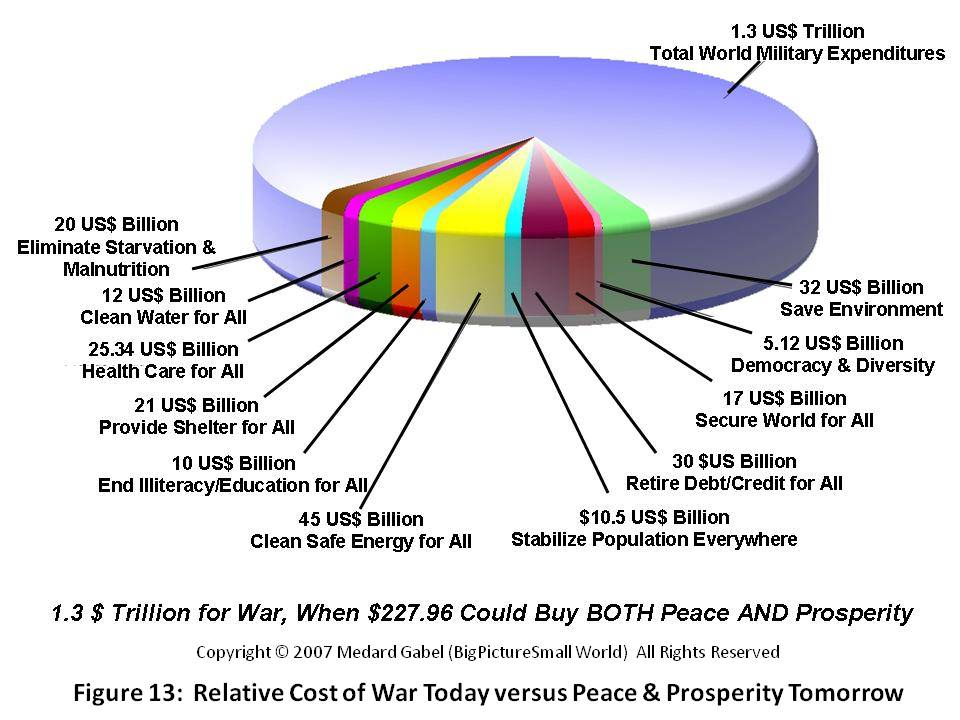 1.3 US$ Trillion
Total World Military Expenditures
20 US$ Billion
Eliminate Starvation &
Malnutrition
12 US$ Billion
Clean Water for All
25.34 US$ Billion
Health Care for All
21 US$ Billion
Provide Shelter for All
10 US$ Billion
End Illiteracy/Education for All
45 US$ Billion
Clean Safe Energy for All
$10.5 US$ Billion
Stabilize Population Everywhere
30 $US Billion
Retire Debt/Credit for All
17 US$ Billion
Secure World for All
5.12 US$ Billion
Democracy & Diversity
32 US$ Billion
Save Environment
1.3 $ Trillion for War, When $227.96 Could Buy BOTH Peace AND Prosperity
Copyright © 2007 Medard Gabel (BigPictureSmall World)  All Rights Reserved
Figure 13:  Relative Cost of War Today versus Peace & Prosperity Tomorrow